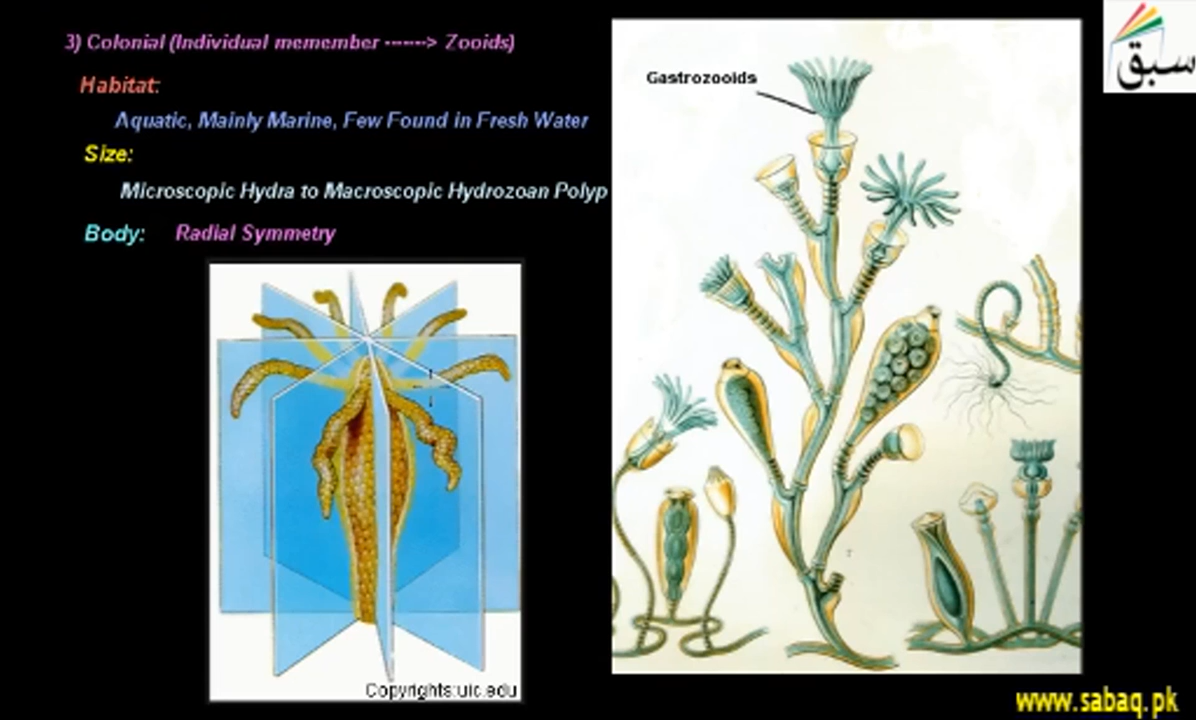 3) Colonial (Individual memember ------> Zooids)
Habitat:
Aquatic, Mainly Marine, Few Found in Fresh Water
Size:
Microscopic Hydra to Macroscopic Hydrozoan Polyp
Body: Radial Symmetry
Copyrights:uic.edu
Gastrozooids
سبق
www.sabaq.pk